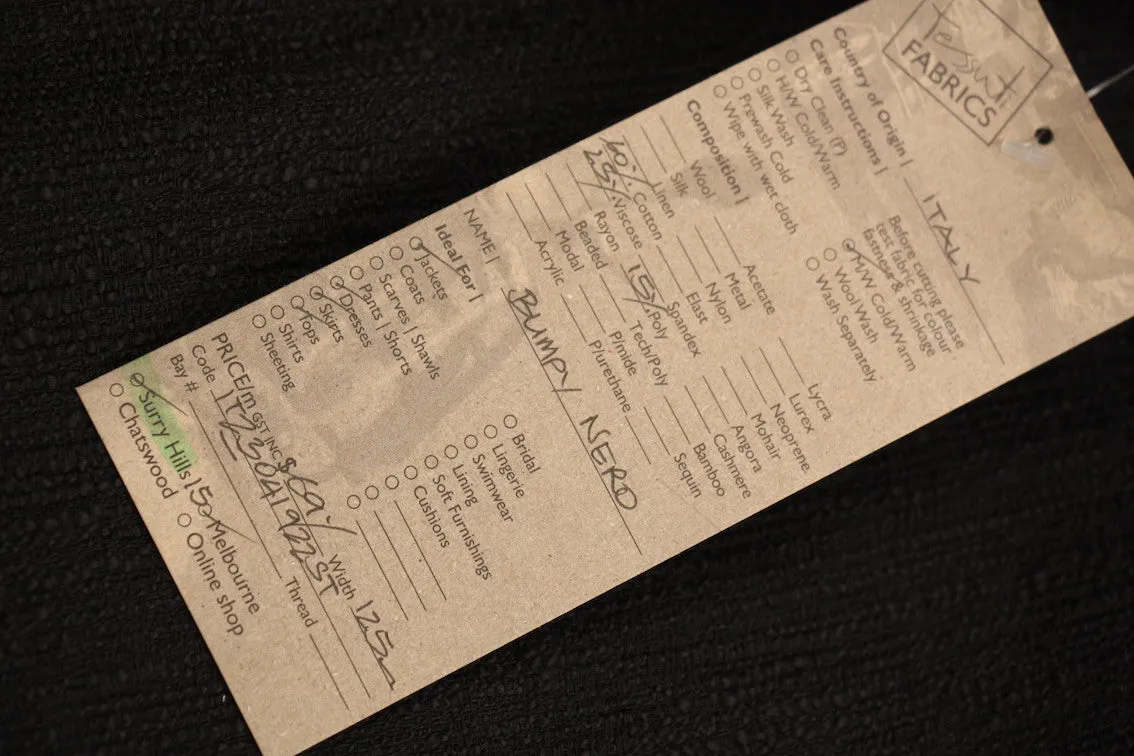 Tessuti
FABRICS
Country of Origin | ITALY
Care Instructions |
Before cutting please
test fabric for colour
fastness & shrinkage
Dry Clean (P)
H/W Cold/Warm
Silk Wash
Prewash Cold
Wipe with wet cloth
M/W Cold/Warm
Wool Wash
Wash Separately
Composition |
Wool
Silk
Linen
60% Cotton
25% Viscose
Rayon
Beaded
Modal
Acrylic
Acetate
Metal
Nylon
Elast
Spandex
15% Poly
Tech/Poly
P/mide
P/urethane
Lycra
Lurex
Neoprene
Mohair
Angora
Cashmere
Bamboo
Sequin
NAME | BUMPY NERO
Ideal For |
Jackets
Coats
Scarves | Shawls
Pants | Shorts
Dresses
Skirts
Tops
Shirts
Sheeting
Bridal
Lingerie
Swimwear
Lining
Soft Furnishings
Cushions
PRICE/m GST INC $69/ Width 125
Code Thread
Bay #
Surry Hills 150 Melbourne
Chatswood Online shop